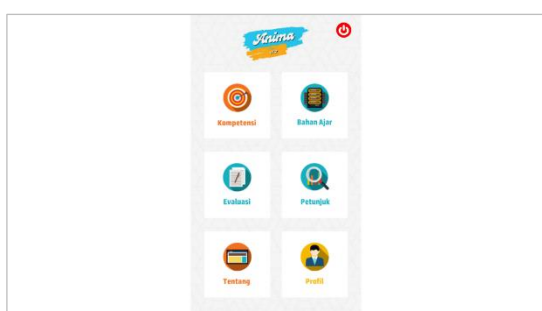 Anima
Kompetensi
Bahan Ajar
Evaluasi
Petunjuk
Tentang
Profil